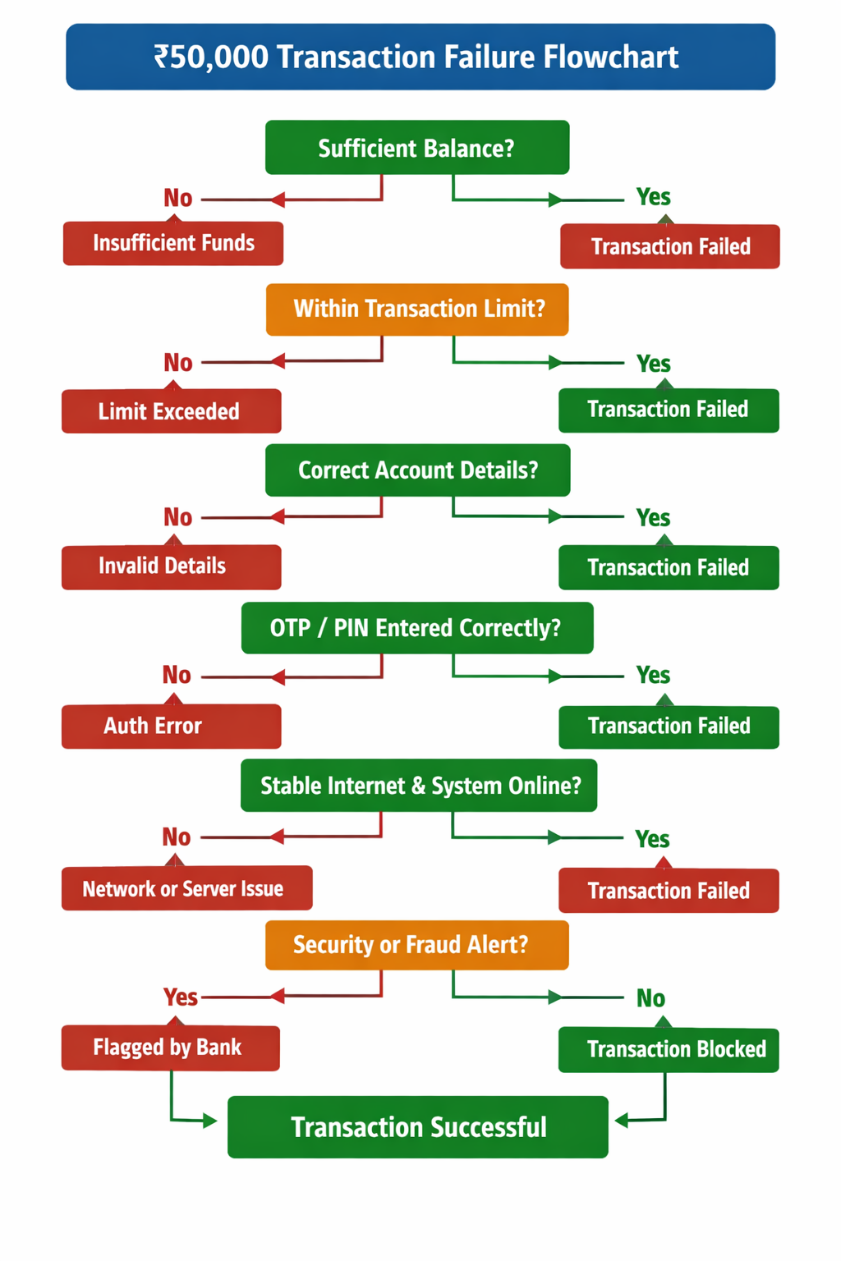 ₹50,000 Transaction Failure Flowchart
Sufficient Balance?
No
Yes
Insufficient Funds
Transaction Failed
Within Transaction Limit?
No
Yes
Limit Exceeded
Transaction Failed
Correct Account Details?
No
Yes
Invalid Details
Transaction Failed
OTP / PIN Entered Correctly?
No
Yes
Auth Error
Transaction Failed
Stable Internet & System Online?
No
Yes
Network or Server Issue
Transaction Failed
Security or Fraud Alert?
Yes
No
Flagged by Bank
Transaction Blocked
Transaction Successful